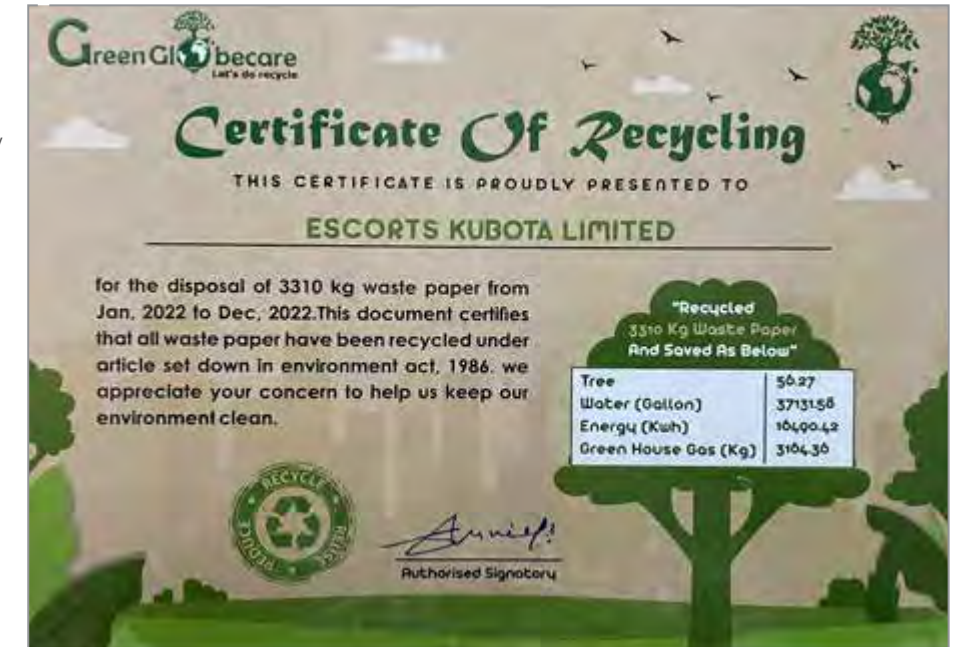 Green Globecare
Let's do recycle
Certificate Of Recycling
THIS CERTIFICATE IS PROUDLY PRESENTED TO
ESCORTS KUBOTA LIMITED
for the disposal of 3310 kg waste paper from
Jan, 2022 to Dec, 2022.This document certifies
that all waste paper have been recycled under
article set down in environment act, 1986. we
appreciate your concern to help us keep our
environment clean.
"Recycled
3310 Kg Waste Paper
And Saved As Below"
Tree 56.27
Water (Gallon) 37131.58
Energy (Kwh) 16490.42
Green House Gas (Kg) 3164.36
RECYCLE
REDUCE
Authorised Signatory